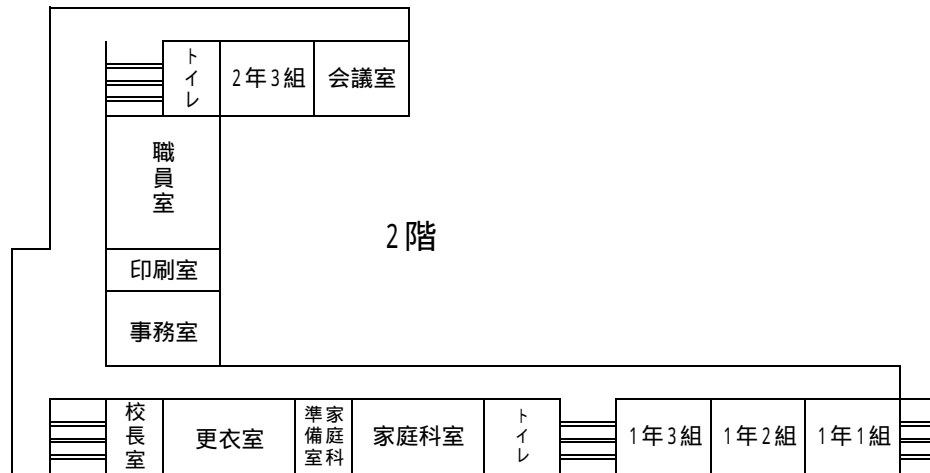 トイレ
2年3組
会議室
職員室
2階
印刷室
事務室
校長室
更衣室
家庭科準備室
家庭科室
トイレ
1年3組
1年2組
1年1組